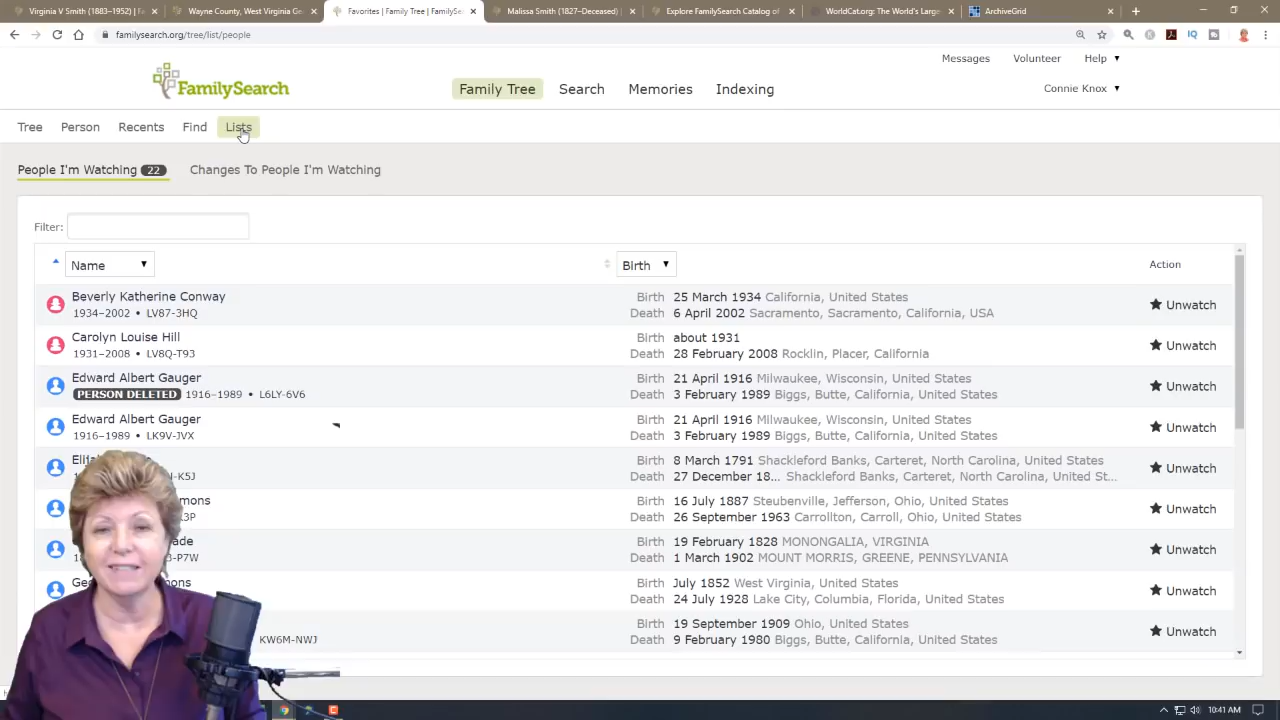 Virginia V Smith (1883–1952) | F
Wayne County, West Virginia Ge
Favorites | Family Tree | FamilyS
Malissa Smith (1827–Deceased) |
Explore FamilySearch Catalog of
WorldCat.org: The World's Large
ArchiveGrid
familysearch.org/tree/list/people
Messages Volunteer Help
FamilySearch
Family Tree Search Memories Indexing
Connie Knox
Tree Person Recents Find Lists
People I'm Watching 22 Changes To People I'm Watching
Filter:
Name Birth Action
Beverly Katherine Conway Birth 25 March 1934 California, United States
1934–2002 • LV87-3HQ Death 6 April 2002 Sacramento, Sacramento, California, USA
Unwatch
Carolyn Louise Hill Birth about 1931
1931–2008 • LV8Q-T93 Death 28 February 2008 Rocklin, Placer, California
Unwatch
Edward Albert Gauger Birth 21 April 1916 Milwaukee, Wisconsin, United States
PERSON DELETED 1916–1989 • L6LY-6V6 Death 3 February 1989 Biggs, Butte, California, United States
Unwatch
Edward Albert Gauger Birth 21 April 1916 Milwaukee, Wisconsin, United States
1916–1989 • LK9V-JVX Death 3 February 1989 Biggs, Butte, California, United States
Unwatch
Birth 8 March 1791 Shackleford Banks, Carteret, North Carolina, United States
-K5J Death 27 December 18... Shackleford Banks, Carteret, North Carolina, United St...
Unwatch
mons Birth 16 July 1887 Steubenville, Jefferson, Ohio, United States
3P Death 26 September 1963 Carrollton, Carroll, Ohio, United States
Unwatch
ade Birth 19 February 1828 MONONGALIA, VIRGINIA
-P7W Death 1 March 1902 MOUNT MORRIS, GREENE, PENNSYLVANIA
Unwatch
Ge ons Birth July 1852 West Virginia, United States
Death 24 July 1928 Lake City, Columbia, Florida, United States
Unwatch
Birth 19 September 1909 Ohio, United States
KW6M-NWJ Death 9 February 1980 Biggs, Butte, California, United States
Unwatch
10:41 AM